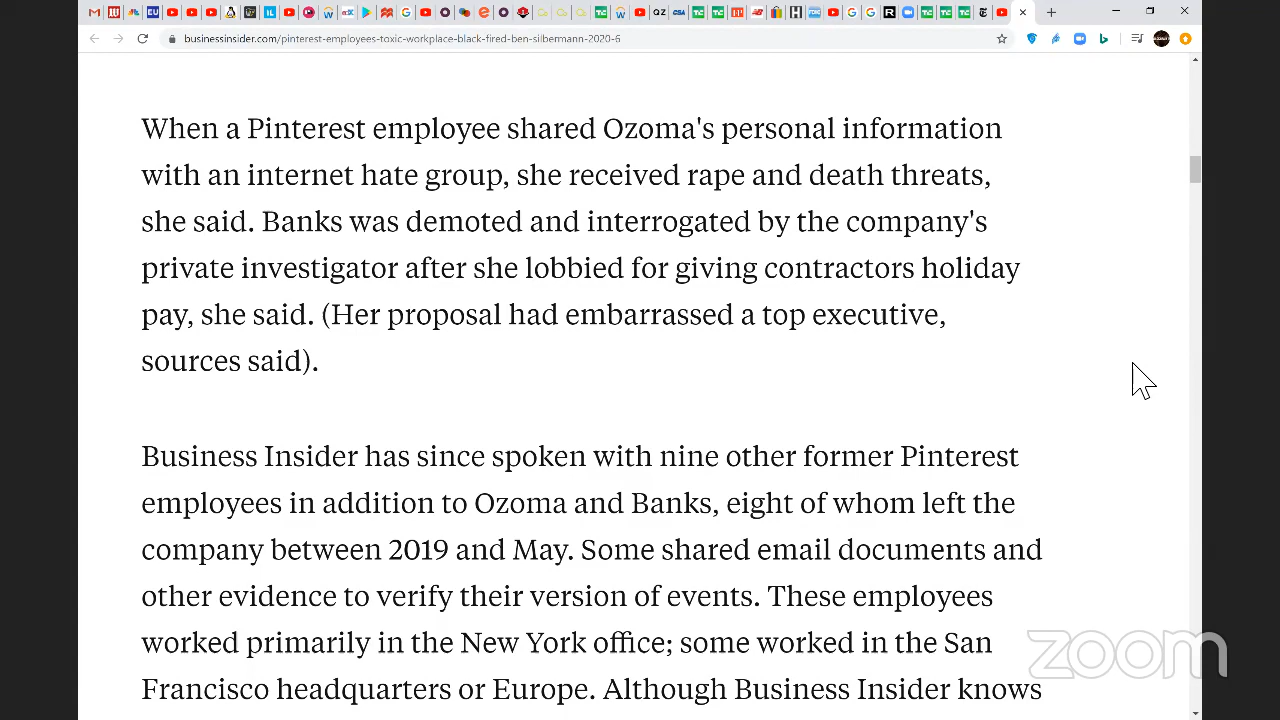 businessinsider.com/pinterest-employees-toxic-workplace-black-fired-ben-silbermann-2020-6
When a Pinterest employee shared Ozoma's personal information
with an internet hate group, she received rape and death threats,
she said. Banks was demoted and interrogated by the company's
private investigator after she lobbied for giving contractors holiday
pay, she said. (Her proposal had embarrassed a top executive,
sources said).
Business Insider has since spoken with nine other former Pinterest
employees in addition to Ozoma and Banks, eight of whom left the
company between 2019 and May. Some shared email documents and
other evidence to verify their version of events. These employees
worked primarily in the New York office; some worked in the San
Francisco headquarters or Europe. Although Business Insider knows
zoom